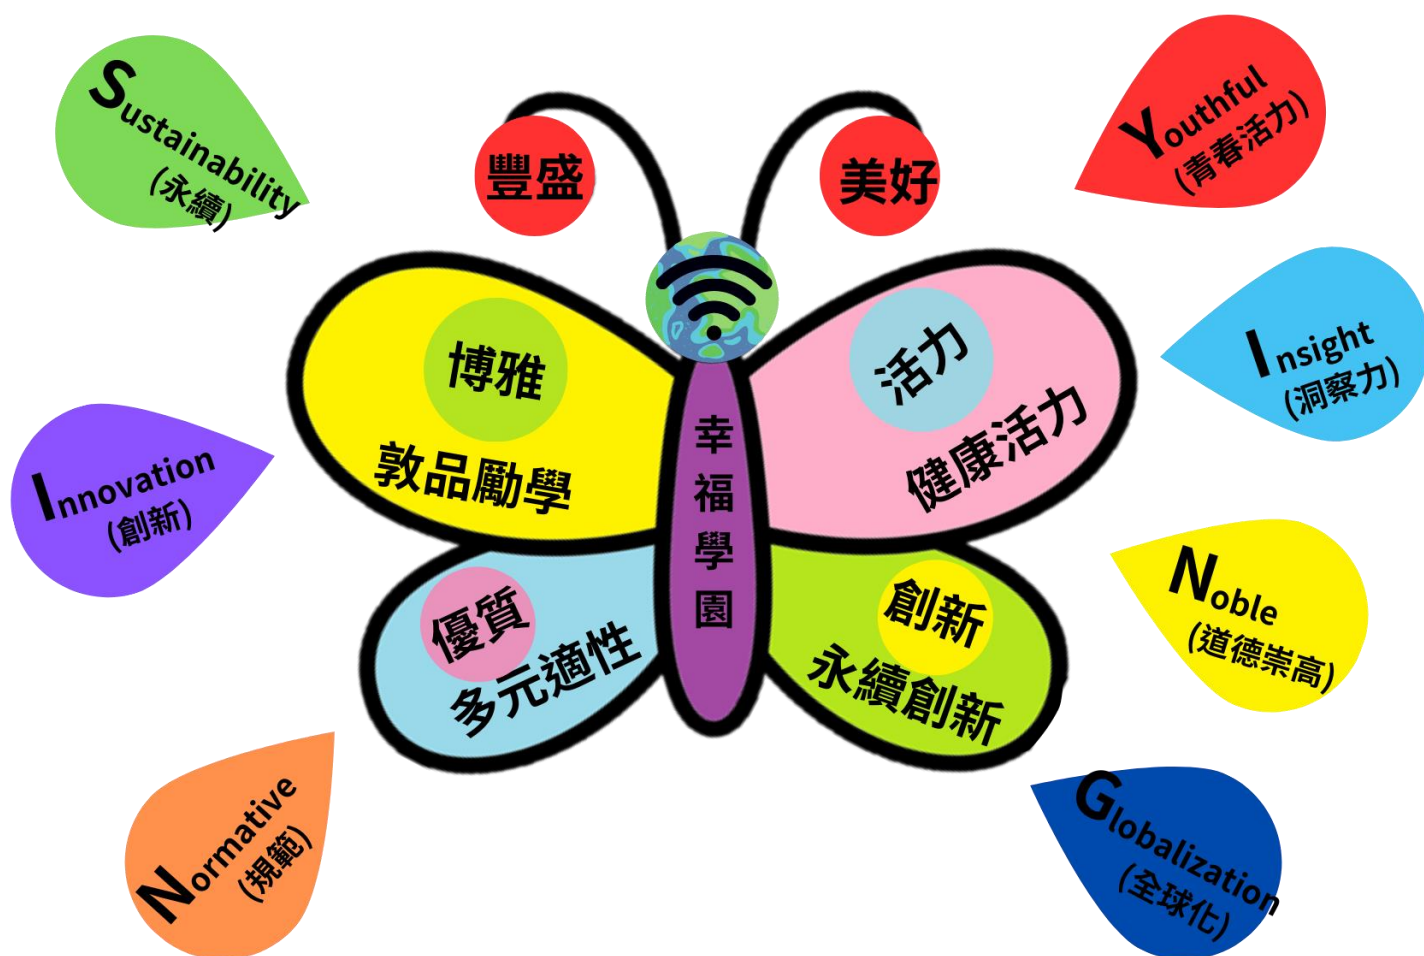 Sustainability
(永續)
Innovation
(創新)
Normative
(規範)
豐盛
美好
博雅
敦品勵學
活力
健康活力
幸福學園
優質
多元適性
創新
永續創新
Youthful
(青春活力)
Insight
(洞察力)
Noble
(道德崇高)
Globalization
(全球化)